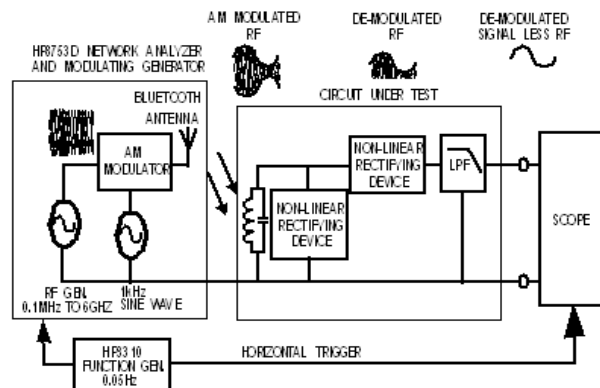 AM MODULATED
RF
DE-MODULATED
RF
DE-MODULATED
SIGNAL LESS RF
HP8753D NETWORK ANALYZER
AND MODULATING GENERATOR
BLUETOOTH
ANTENNA
AM
MODULATOR
RF GEN.
0.1MHz TO 6GHZ
1kHz
SINE WAVE
CIRCUIT UNDER TEST
NON-LINEAR
RECTIFYING
DEVICE
NON-LINEAR
RECTIFYING
DEVICE
LPF
SCOPE
HP3310
FUNCTION GEN.
0.05Hz
HORIZONTAL TRIGGER